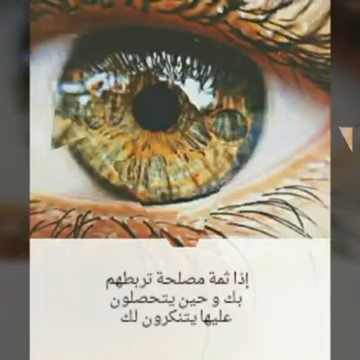 إذا ثمة مصلحة تربطهم
بك و حين يتحصلون
عليها يتنكرون لك